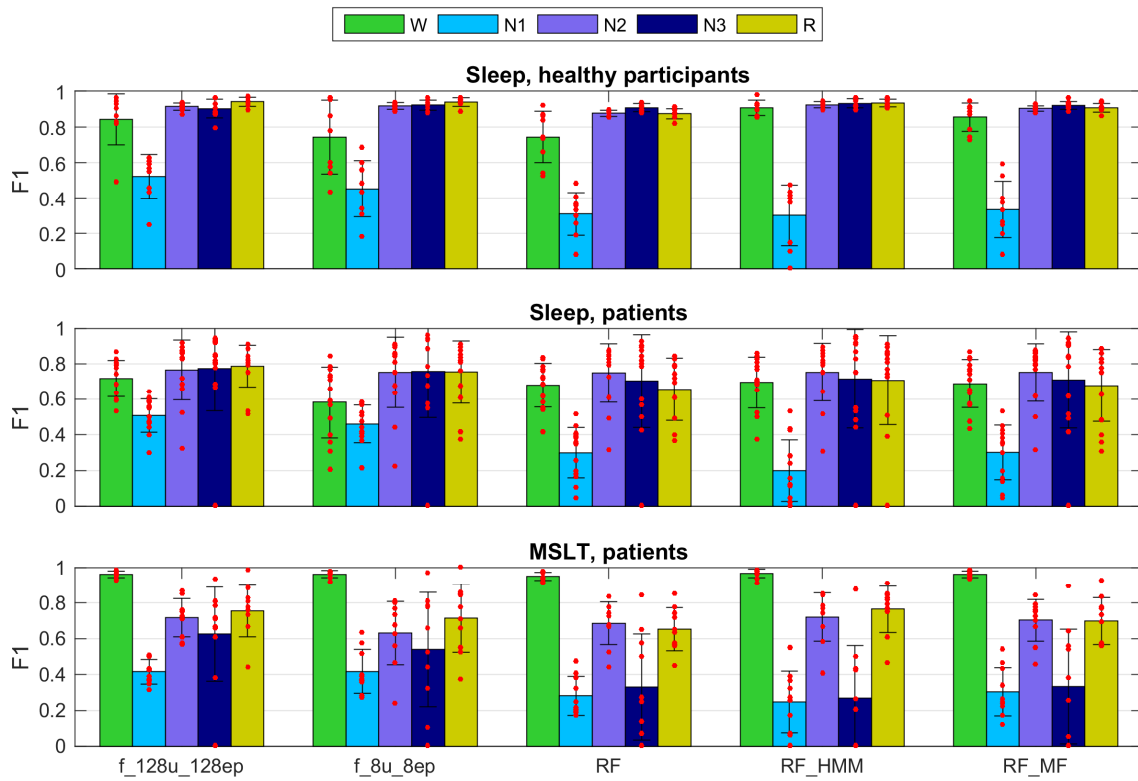 W N1 N2 N3 R
Sleep, healthy participants
1
0.8
0.6
0.4
0.2
0
F1
Sleep, patients
1
0.8
0.6
0.4
0.2
0
F1
MSLT, patients
1
0.8
0.6
0.4
0.2
0
F1
f_128u_128ep f_8u_8ep RF RF_HMM RF_MF